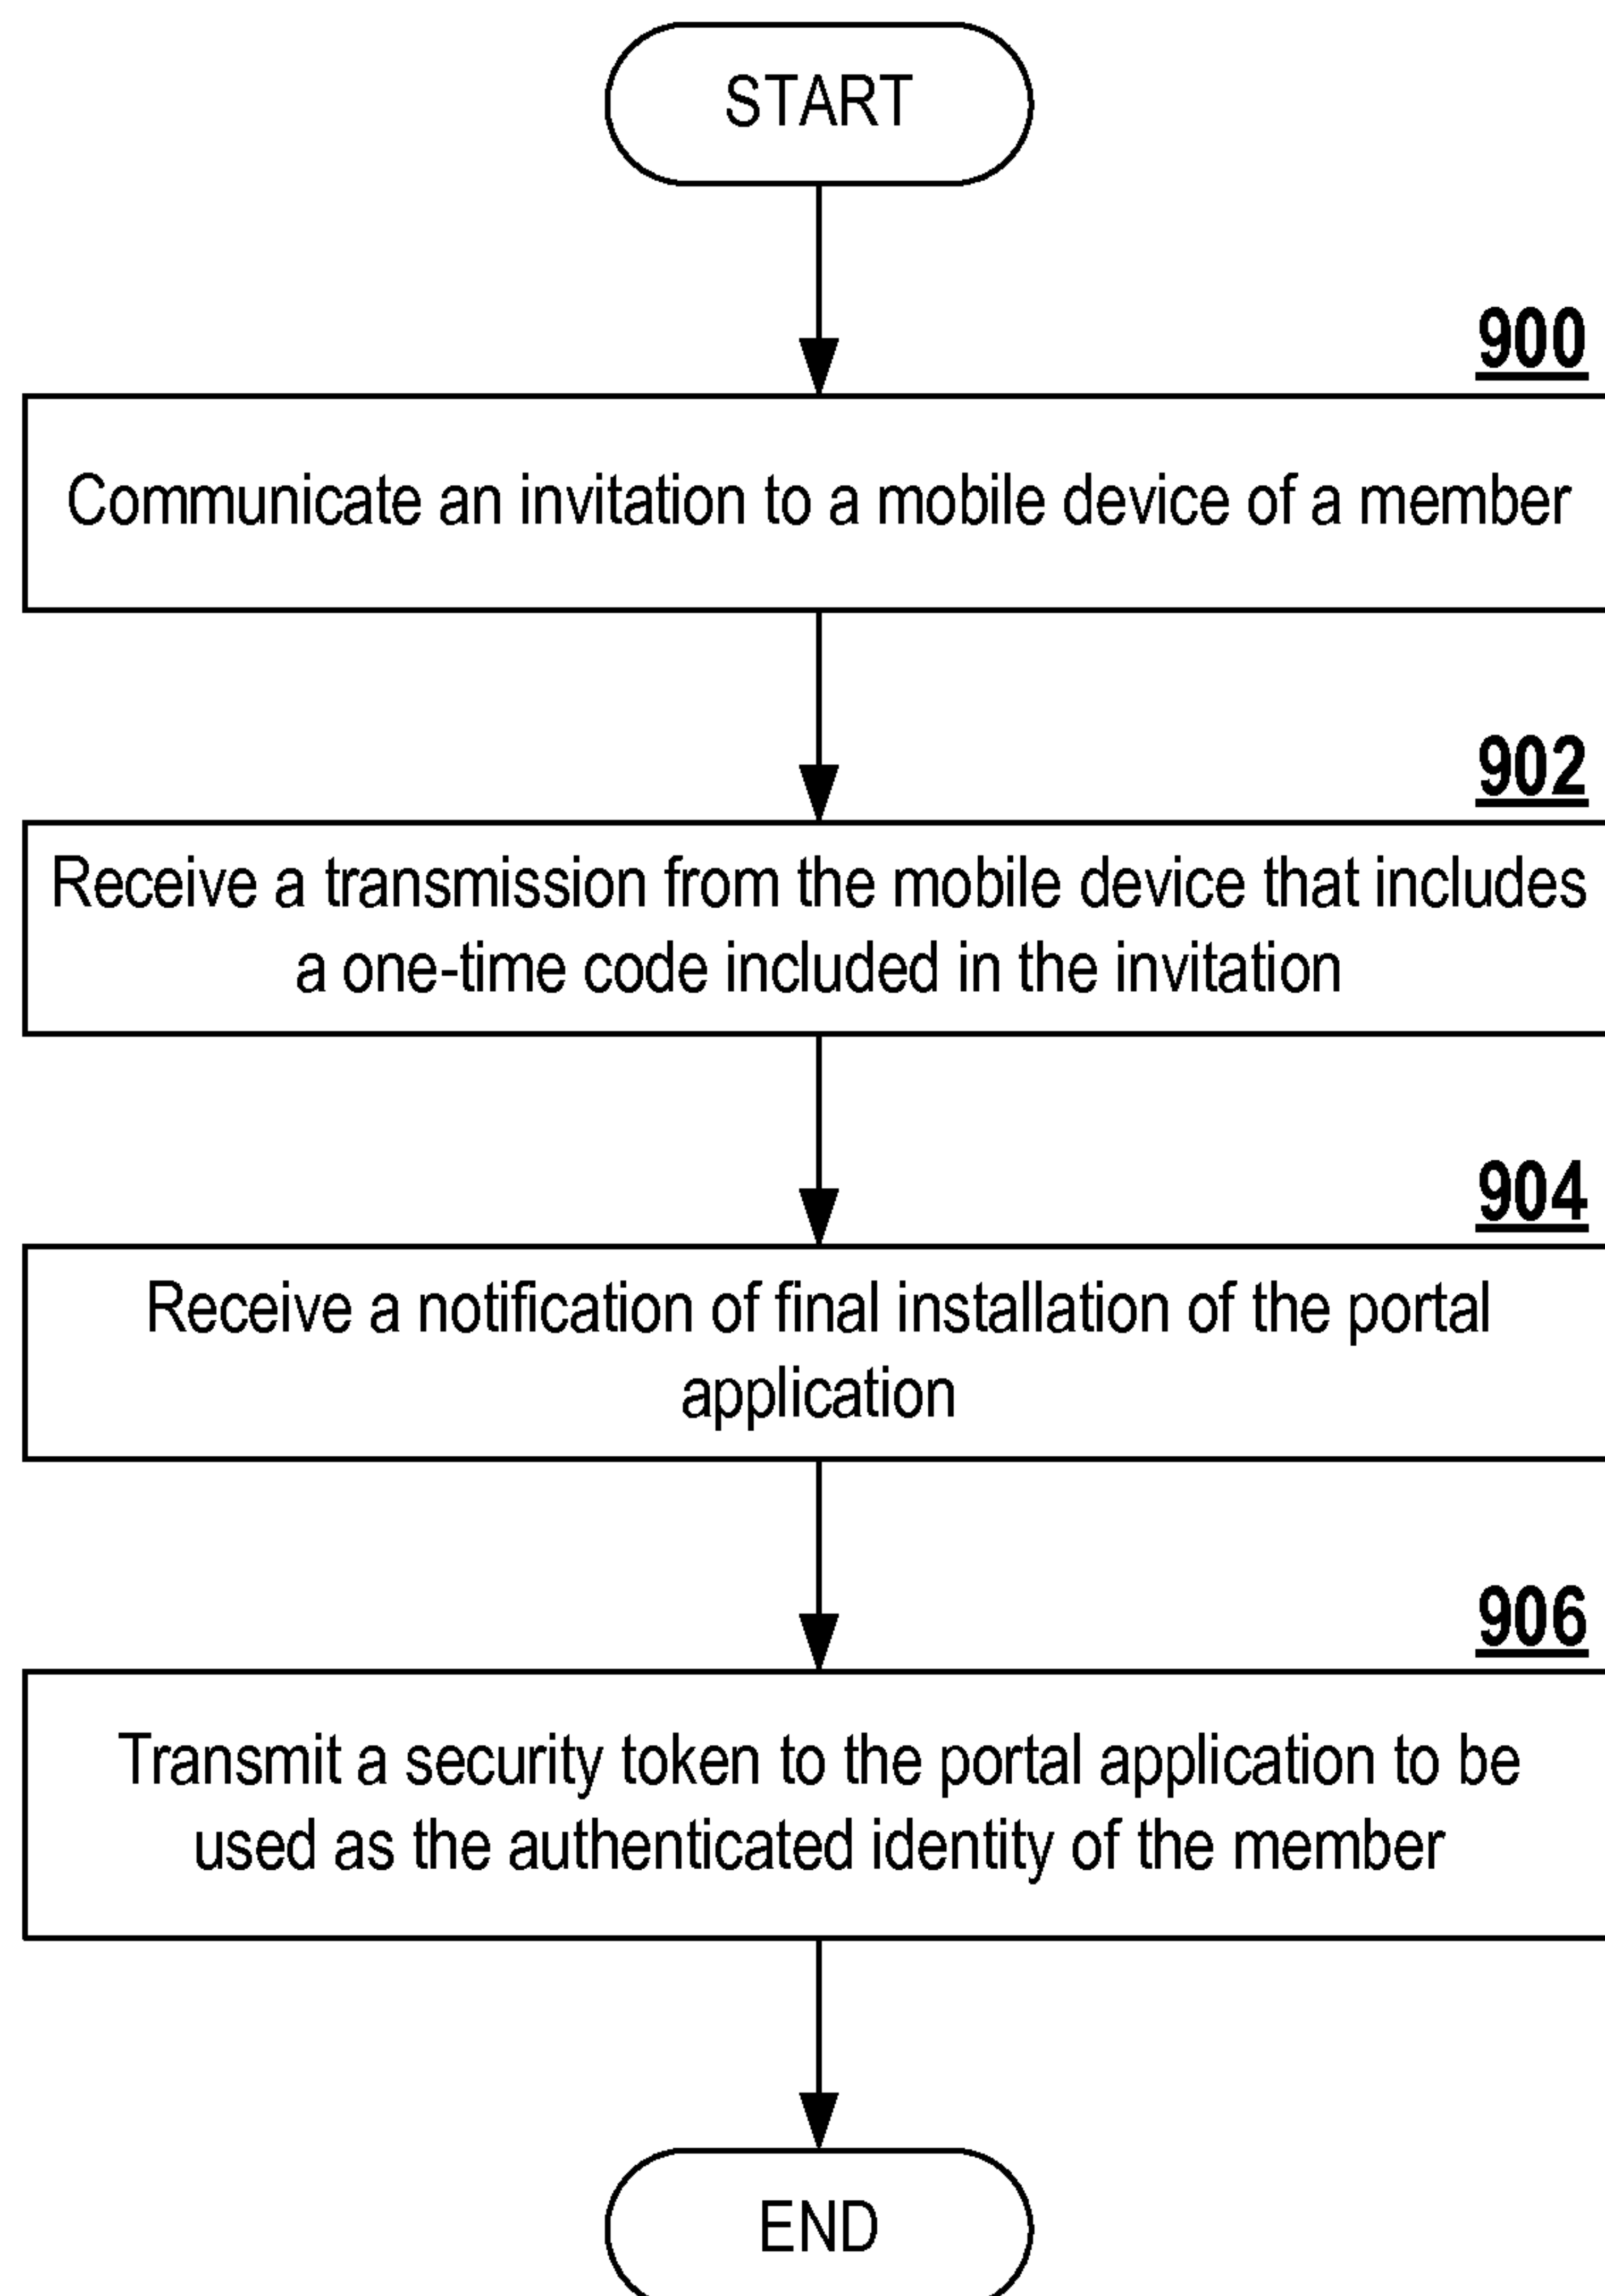 START
900
Communicate an invitation to a mobile device of a member
902
Receive a transmission from the mobile device that includes
a one-time code included in the invitation
904
Receive a notification of final installation of the portal
application
906
Transmit a security token to the portal application to be
used as the authenticated identity of the member
END